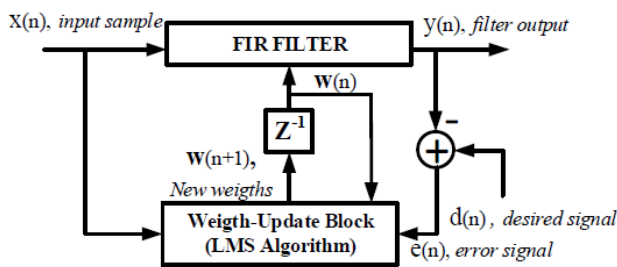 x(n), input sample
FIR FILTER
y(n), filter output
W(n)
Z-1
–
+
W(n+1),
New weigths
Weigth-Update Block
(LMS Algorithm)
d(n) , desired signal
e(n), error signal